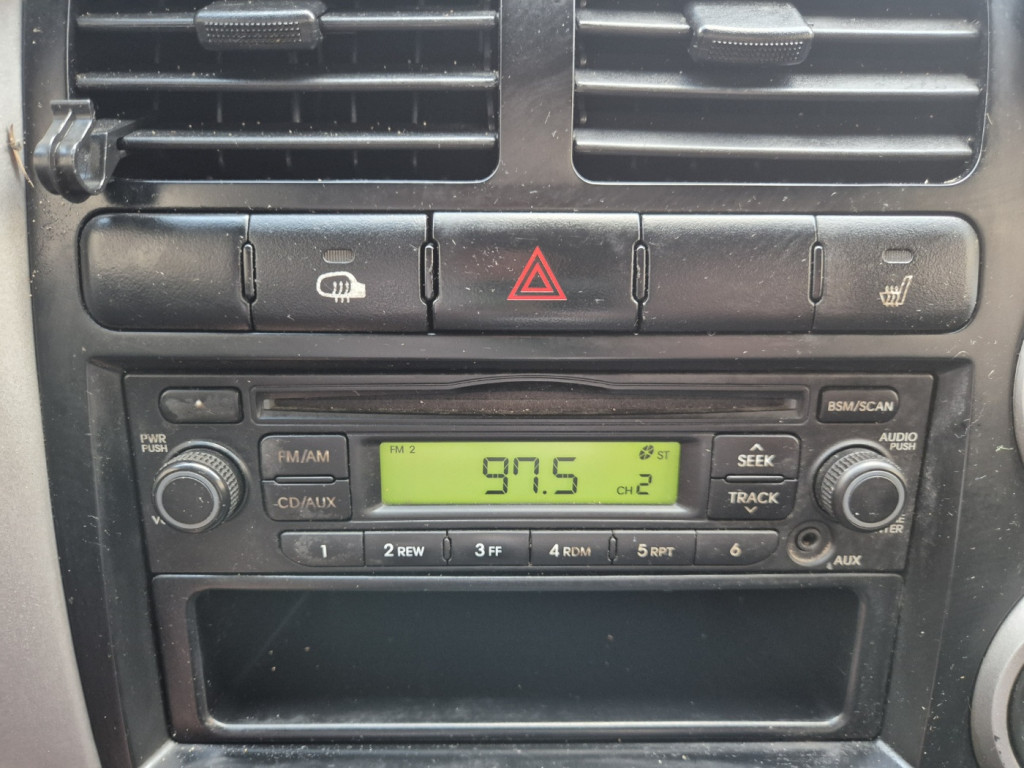 BSM/SCAN
PWR
PUSH
AUDIO
PUSH
FM/AM
CD/AUX
FM 2
97.5
ST
CH 2
SEEK
TRACK
1
2 REW
3 FF
4 RDM
5 RPT
6
AUX